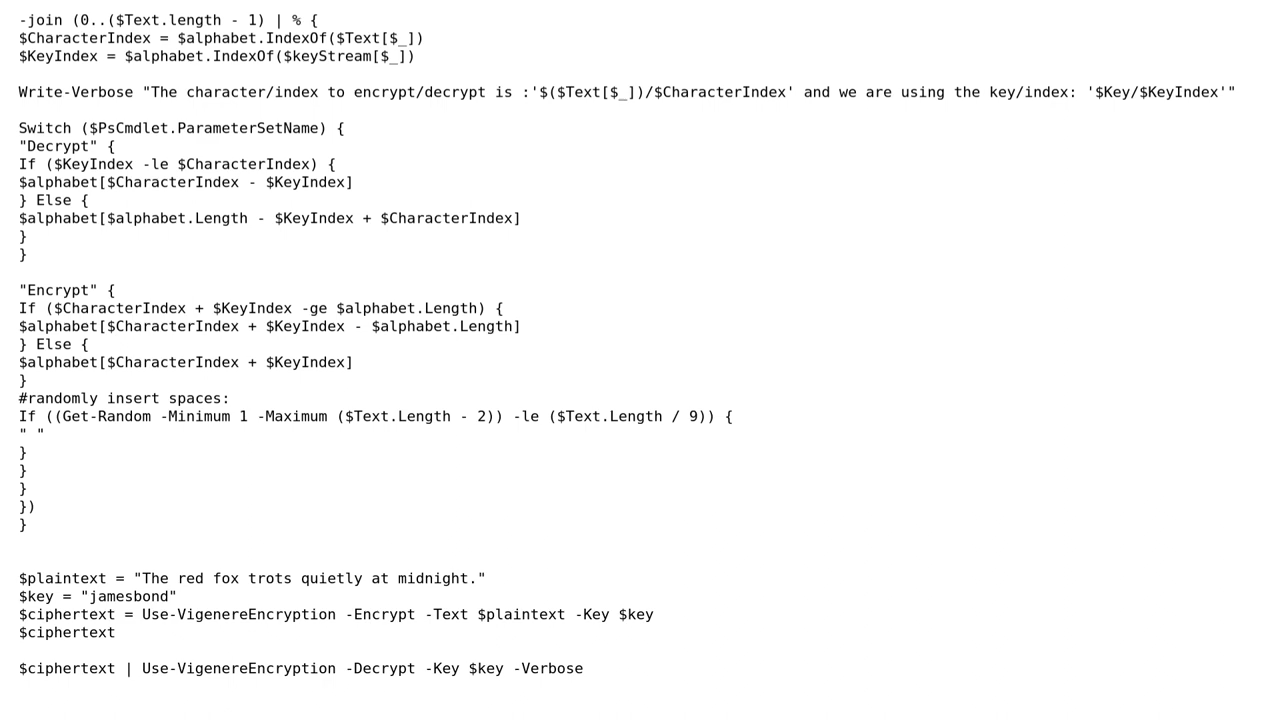 -join (0..($Text.length - 1) | % {
$CharacterIndex = $alphabet.IndexOf($Text[$_])
$KeyIndex = $alphabet.IndexOf($keyStream[$_])
Write-Verbose "The character/index to encrypt/decrypt is :'$($Text[$_])/$CharacterIndex' and we are using the key/index: '$Key/$KeyIndex'"
Switch ($PsCmdlet.ParameterSetName) {
"Decrypt" {
If ($KeyIndex -le $CharacterIndex) {
$alphabet[$CharacterIndex - $KeyIndex]
} Else {
$alphabet[$alphabet.Length - $KeyIndex + $CharacterIndex]
}
}
"Encrypt" {
If ($CharacterIndex + $KeyIndex -ge $alphabet.Length) {
$alphabet[$CharacterIndex + $KeyIndex - $alphabet.Length]
} Else {
$alphabet[$CharacterIndex + $KeyIndex]
}
#randomly insert spaces:
If ((Get-Random -Minimum 1 -Maximum ($Text.Length - 2)) -le ($Text.Length / 9)) {
" "
}
}
}
})
}
$plaintext = "The red fox trots quietly at midnight."
$key = "jamesbond"
$ciphertext = Use-VigenereEncryption -Encrypt -Text $plaintext -Key $key
$ciphertext
$ciphertext | Use-VigenereEncryption -Decrypt -Key $key -Verbose